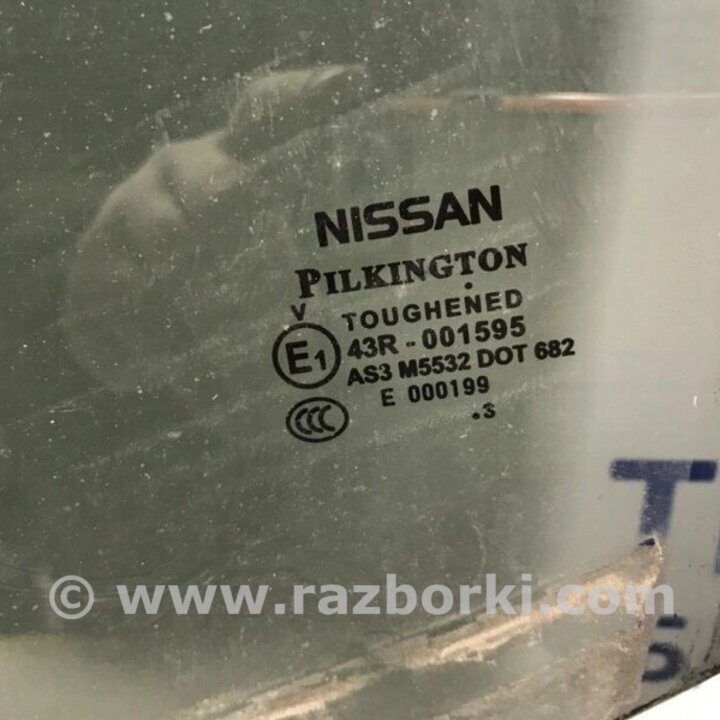 NISSAN
PILKINGTON
V
TOUGHENED
E1
43R - 001595
AS3 M5532 DOT 682
E 000199
CCC
.3
© www.razborki.com